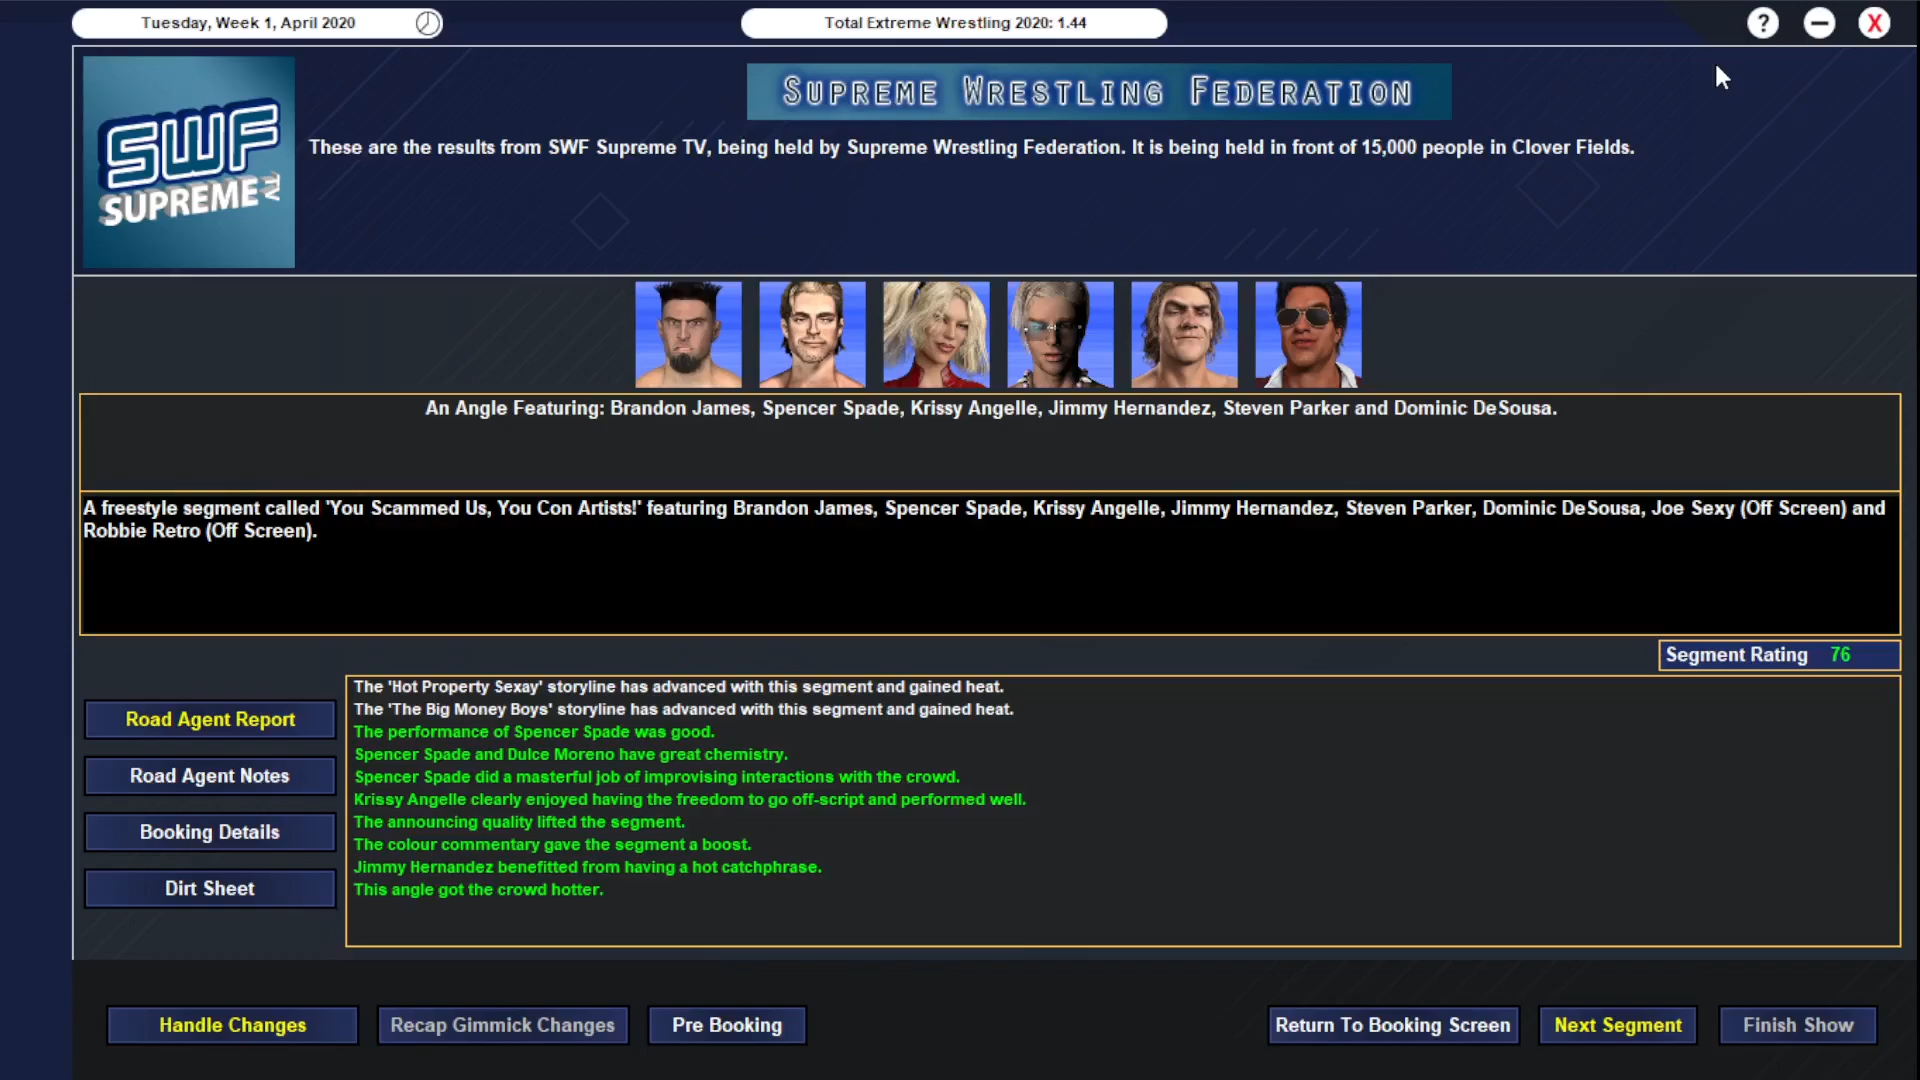 Tuesday, Week 1, April 2020
Total Extreme Wrestling 2020: 1.44
?
X
SWF
SUPREME TV
SUPREME WRESTLING FEDERATION
These are the results from SWF Supreme TV, being held by Supreme Wrestling Federation. It is being held in front of 15,000 people in Clover Fields.
An Angle Featuring: Brandon James, Spencer Spade, Krissy Angelle, Jimmy Hernandez, Steven Parker and Dominic DeSousa.
A freestyle segment called 'You Scammed Us, You Con Artists!' featuring Brandon James, Spencer Spade, Krissy Angelle, Jimmy Hernandez, Steven Parker, Dominic DeSousa, Joe Sexy (Off Screen) and
Robbie Retro (Off Screen).
Segment Rating 76
Road Agent Report
Road Agent Notes
Booking Details
Dirt Sheet
The 'Hot Property Sexay' storyline has advanced with this segment and gained heat.
The 'The Big Money Boys' storyline has advanced with this segment and gained heat.
The performance of Spencer Spade was good.
Spencer Spade and Dulce Moreno have great chemistry.
Spencer Spade did a masterful job of improvising interactions with the crowd.
Krissy Angelle clearly enjoyed having the freedom to go off-script and performed well.
The announcing quality lifted the segment.
The colour commentary gave the segment a boost.
Jimmy Hernandez benefitted from having a hot catchphrase.
This angle got the crowd hotter.
Handle Changes
Recap Gimmick Changes
Pre Booking
Return To Booking Screen
Next Segment
Finish Show